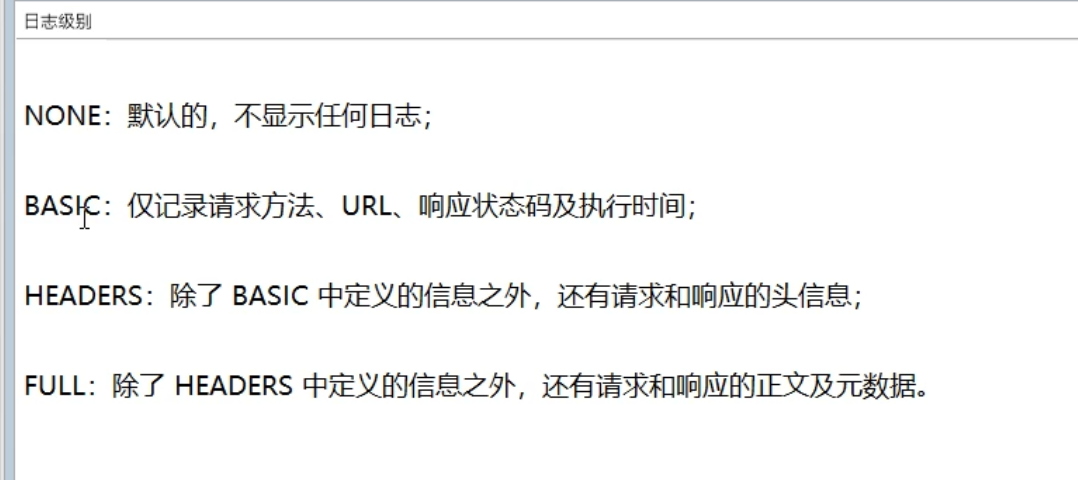 日志级别
NONE：默认的，不显示任何日志；
BASIC：仅记录请求方法、URL、响应状态码及执行时间；
HEADERS：除了 BASIC 中定义的信息之外，还有请求和响应的头信息；
FULL：除了 HEADERS 中定义的信息之外，还有请求和响应的正文及元数据。